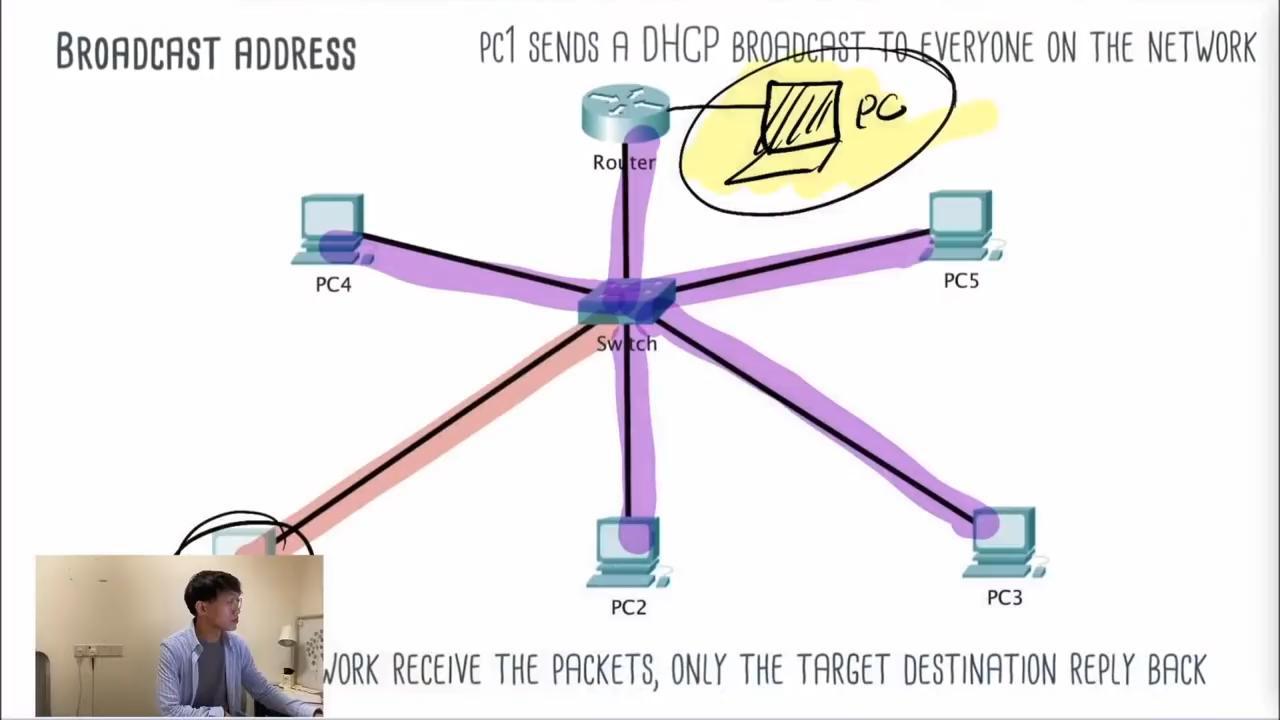 BROADCAST ADDRESS
PC1 SENDS A DHCP BROADCAST TO EVERYONE ON THE NETWORK
PC
Router
PC4
PC5
Switch
PC2
PC3
WORK RECEIVE THE PACKETS, ONLY THE TARGET DESTINATION REPLY BACK